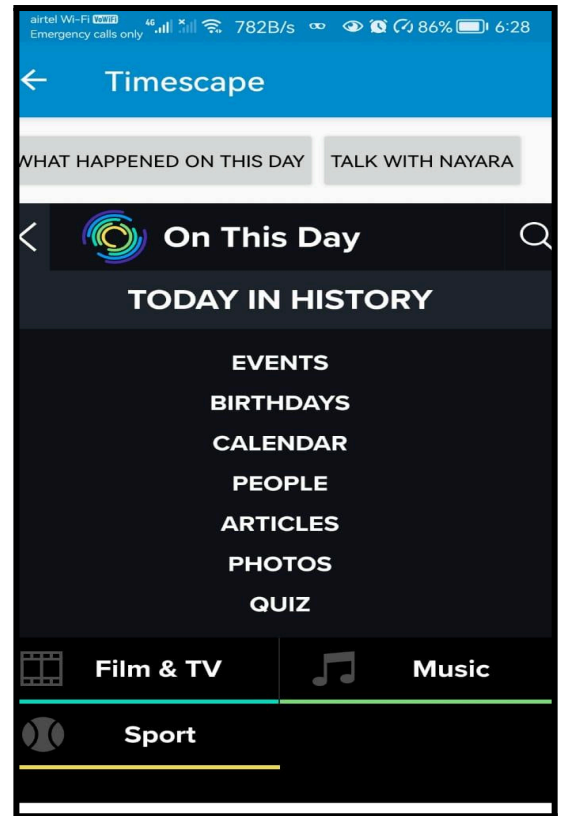 airtel Wi-Fi VoWiFi 4G 782B/s 86% 6:28
Emergency calls only
Timescape
WHAT HAPPENED ON THIS DAY TALK WITH NAYARA
On This Day
TODAY IN HISTORY
EVENTS
BIRTHDAYS
CALENDAR
PEOPLE
ARTICLES
PHOTOS
QUIZ
Film & TV Music
Sport